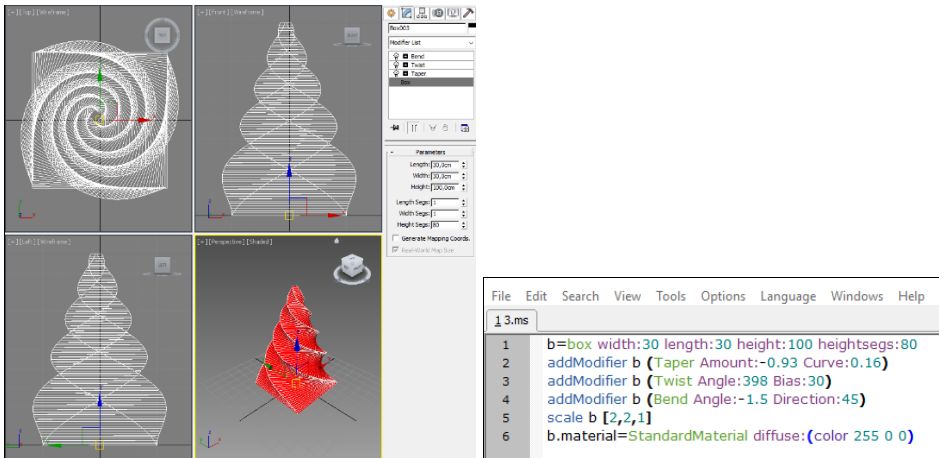 [+][Top][Wireframe]
[+][Front][Wireframe]
[+][Left][Wireframe]
[+][Perspective][Shaded]
TOP
LEFT
Box003
Modifier List
Bend
Twist
Taper
Box
Parameters
Length: 30,0cm
Width: 30,0cm
Height: 100,0cm
Length Segs: 1
Width Segs: 1
Height Segs: 80
Generate Mapping Coords.
Real-World Map Size
File Edit Search View Tools Options Language Windows Help
1 3.ms
1 b=box width:30 length:30 height:100 heightsegs:80
2 addModifier b (Taper Amount:-0.93 Curve:0.16)
3 addModifier b (Twist Angle:398 Bias:30)
4 addModifier b (Bend Angle:-1.5 Direction:45)
5 scale b [2,2,1]
6 b.material=StandardMaterial diffuse:(color 255 0 0)